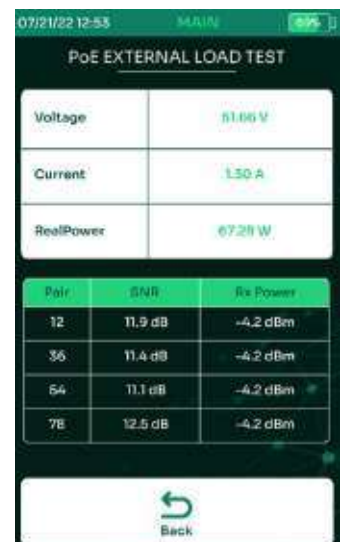 07/21/22 12:53 MAIN 69%
PoE EXTERNAL LOAD TEST
Voltage 51.66 V
Current 1.30 A
RealPower 67.29 W
Pair SNR Rx Power
12 11.9 dB -4.2 dBm
36 11.4 dB -4.2 dBm
54 11.1 dB -4.2 dBm
78 12.5 dB -4.2 dBm
Back